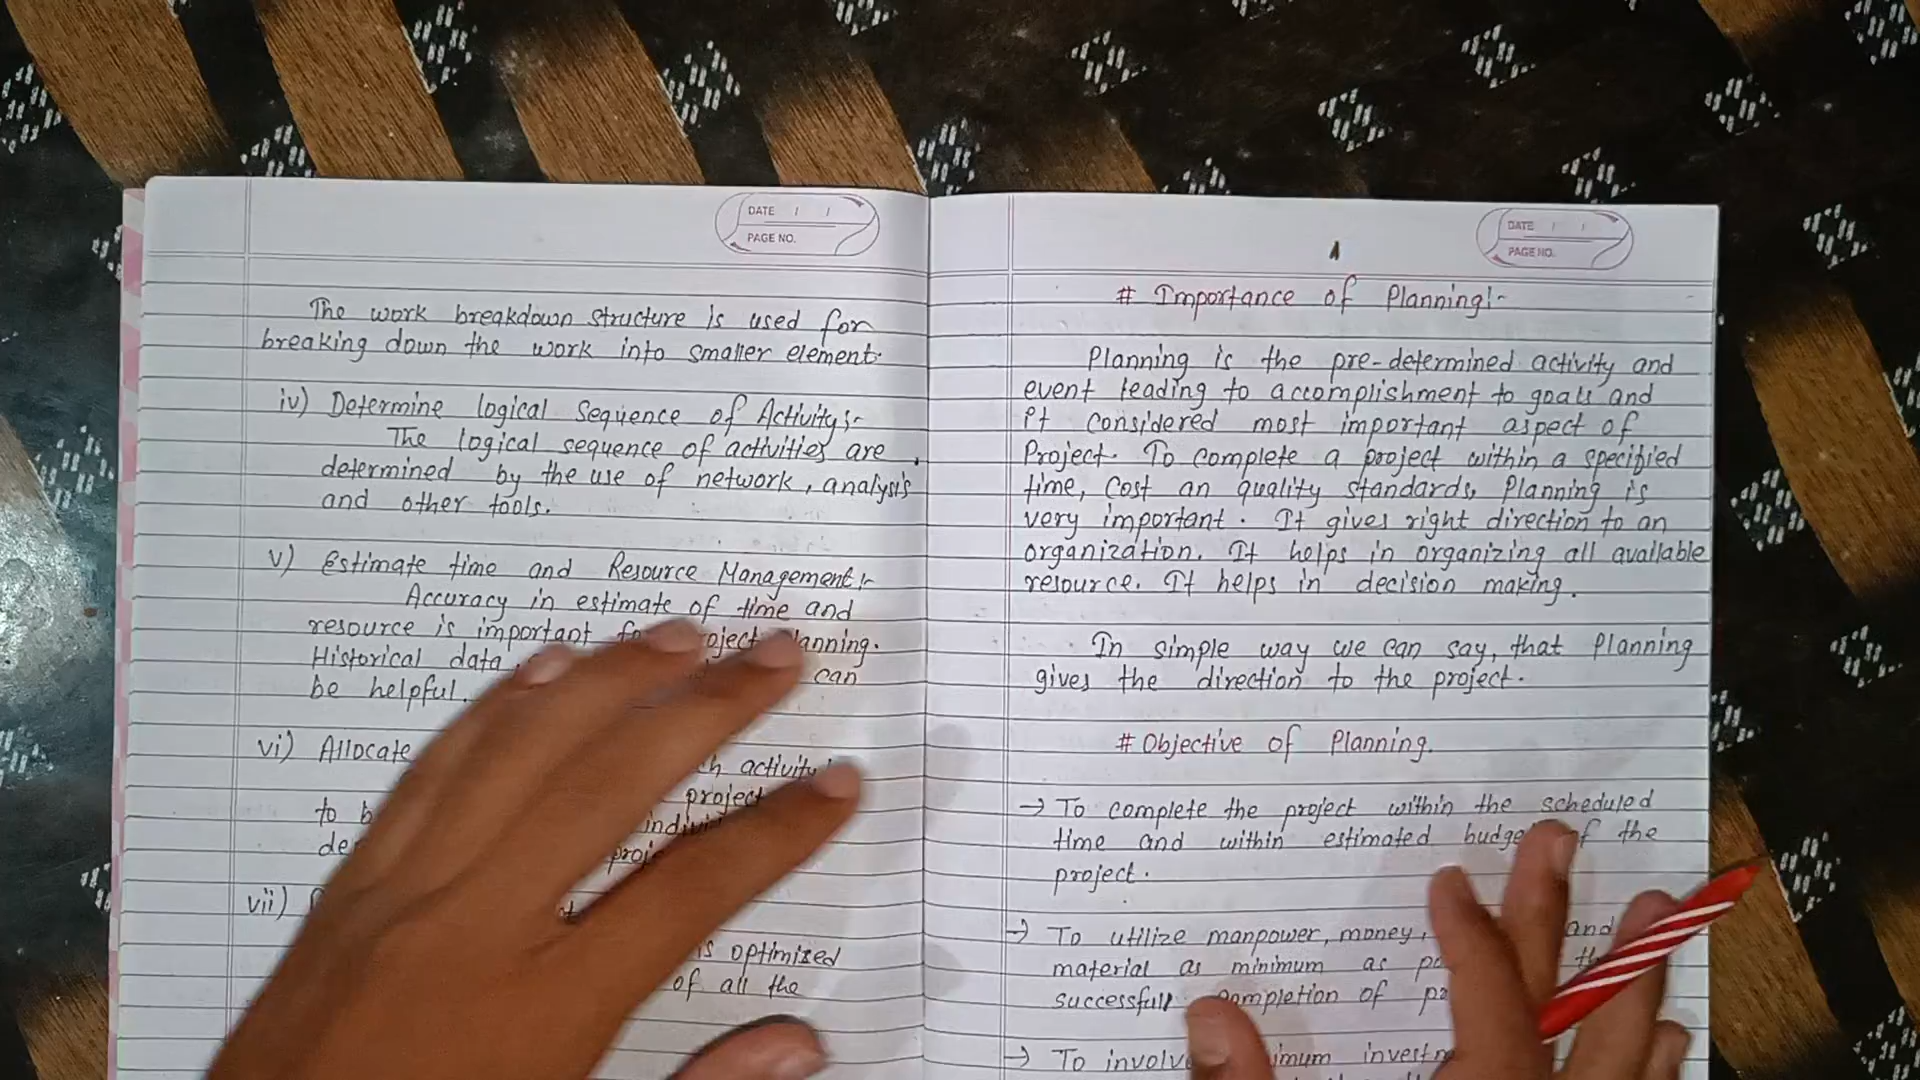 DATE / /
PAGE NO.
The work breakdown structure is used for
breaking down the work into smaller element.
iv) Determine logical Sequence of Activity:-
The logical sequence of activities are
determined by the use of network, analysis
and other tools.
v) Estimate time and Resource Management:-
Accuracy in estimate of time and
resource is important planning.
Historical data, can
be helpful.
vi) Allocate
activity
to project
vii)
is optimized
of all the
DATE / /
PAGE NO.
# Importance of Planning:-
Planning is the pre-determined activity and
event leading to accomplishment to goals and
it considered most important aspect of
Project. To complete a project within a specified
time, cost an quality standards, Planning is
very important. It gives right direction to an
organization. It helps in organizing all available
resource. It helps in decision making.
In simple way we can say, that Planning
gives the direction to the project.
# Objective of Planning.
→ To complete the project within the scheduled
time and within estimated budget of the
project.
→ To utilize manpower, money, and
material as minimum as
successfull completion of
→ To